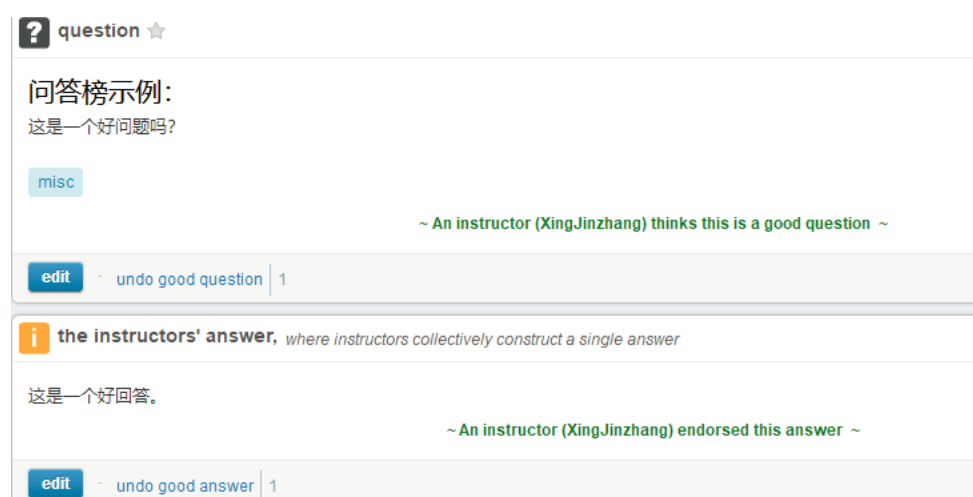 ? question
问答榜示例：
这是一个好问题吗？
misc
~ An instructor (XingJinzhang) thinks this is a good question ~
edit · undo good question 1
i the instructors' answer, where instructors collectively construct a single answer
这是一个好回答。
~ An instructor (XingJinzhang) endorsed this answer ~
edit · undo good answer 1